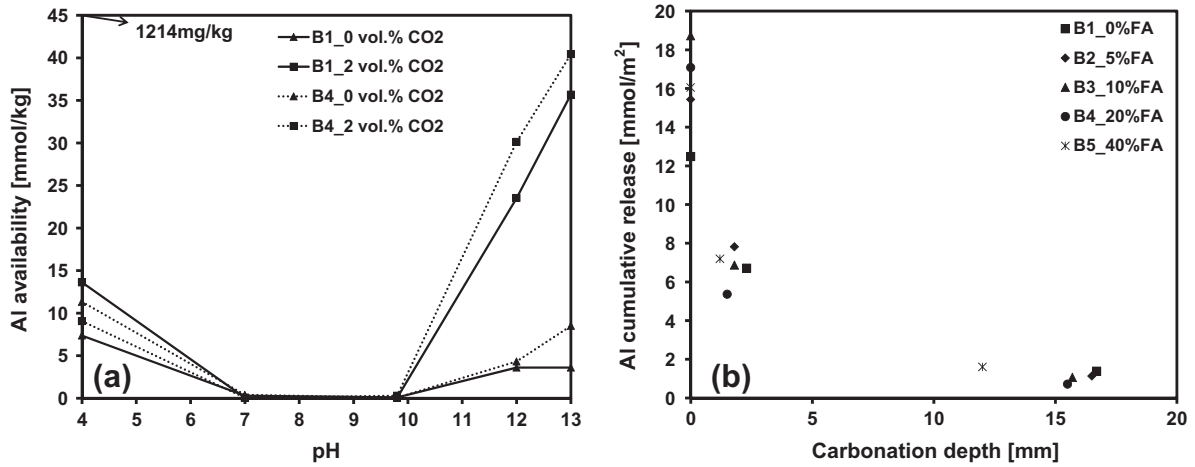 45
40
35
30
25
20
15
10
5
0
Al availability [mmol/kg]
1214mg/kg
B1_0 vol.% CO2
B1_2 vol.% CO2
B4_0 vol.% CO2
B4_2 vol.% CO2
(a)
4 5 6 7 8 9 10 11 12 13
pH
20
18
16
14
12
10
8
6
4
2
0
Al cumulative release [mmol/m²]
B1_0%FA
B2_5%FA
B3_10%FA
B4_20%FA
B5_40%FA
(b)
0 5 10 15 20
Carbonation depth [mm]